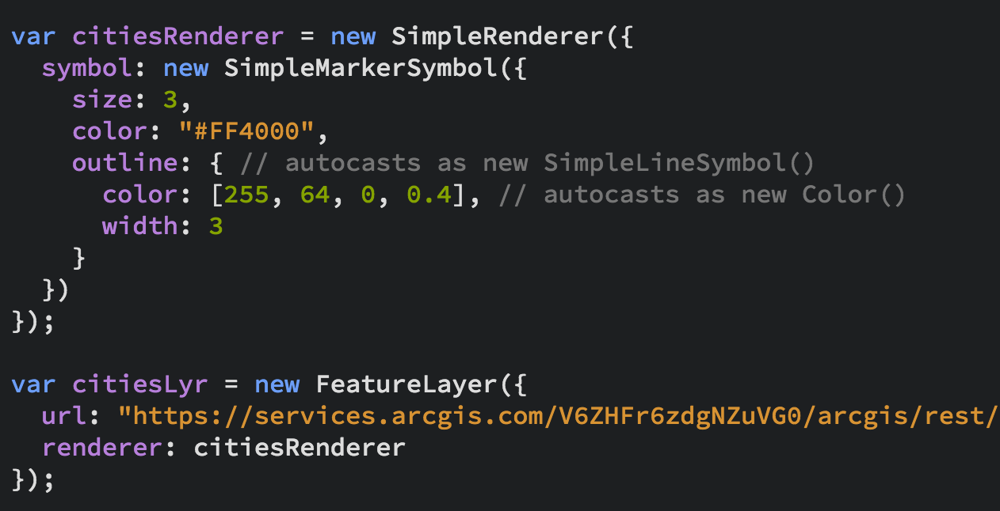 var citiesRenderer = new SimpleRenderer({
  symbol: new SimpleMarkerSymbol({
    size: 3,
    color: "#FF4000",
    outline: { // autocasts as new SimpleLineSymbol()
      color: [255, 64, 0, 0.4], // autocasts as new Color()
      width: 3
    }
  })
});

var citiesLyr = new FeatureLayer({
  url: "https://services.arcgis.com/V6ZHFr6zdgNZuVG0/arcgis/rest/
  renderer: citiesRenderer
});